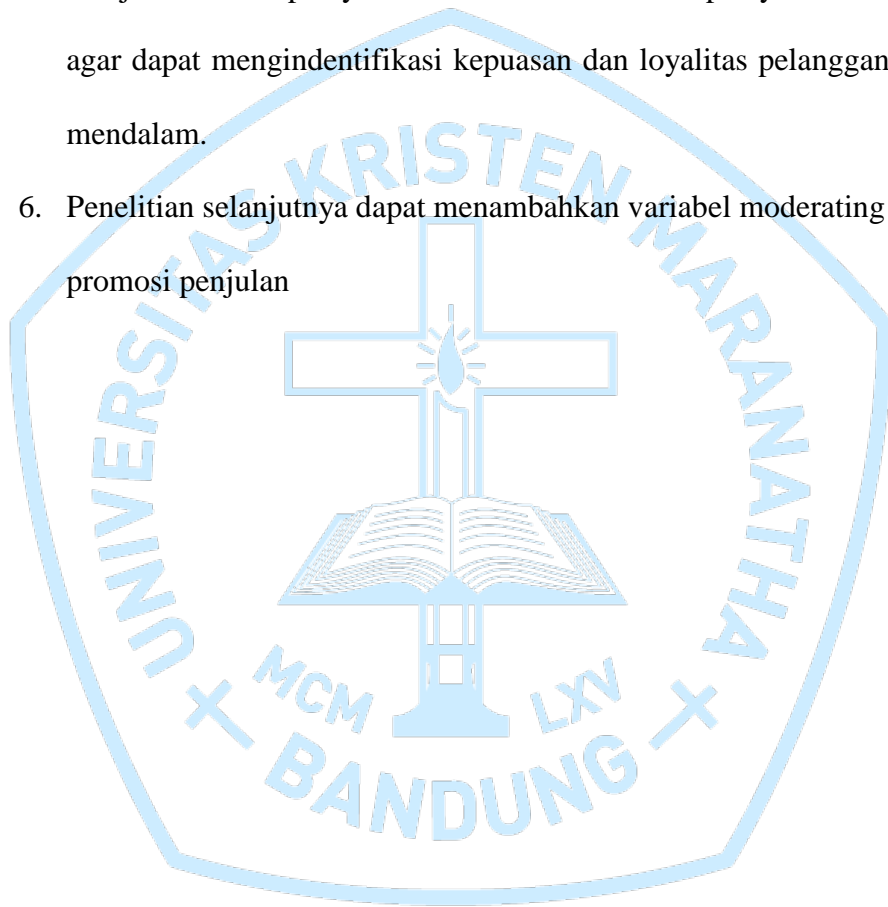 agar dapat mengindentifikasi kepuasan dan loyalitas pelanggan
mendalam.
6. Penelitian selanjutnya dapat menambahkan variabel moderating
promosi penjulan
UNIVERSITAS KRISTEN MARANATHA
MCM LXV
BANDUNG